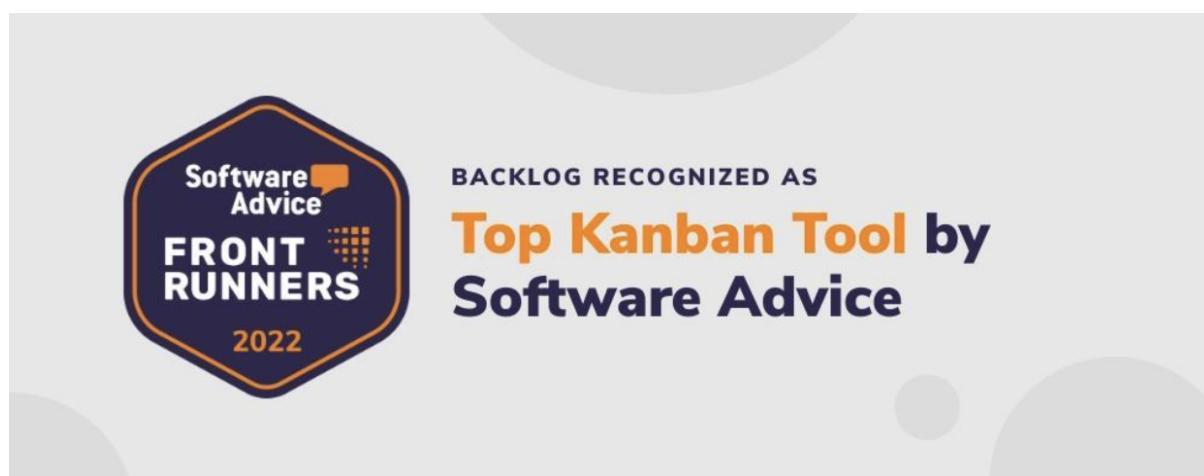 Software
Advice
FRONT
RUNNERS
2022
BACKLOG RECOGNIZED AS
Top Kanban Tool by
Software Advice